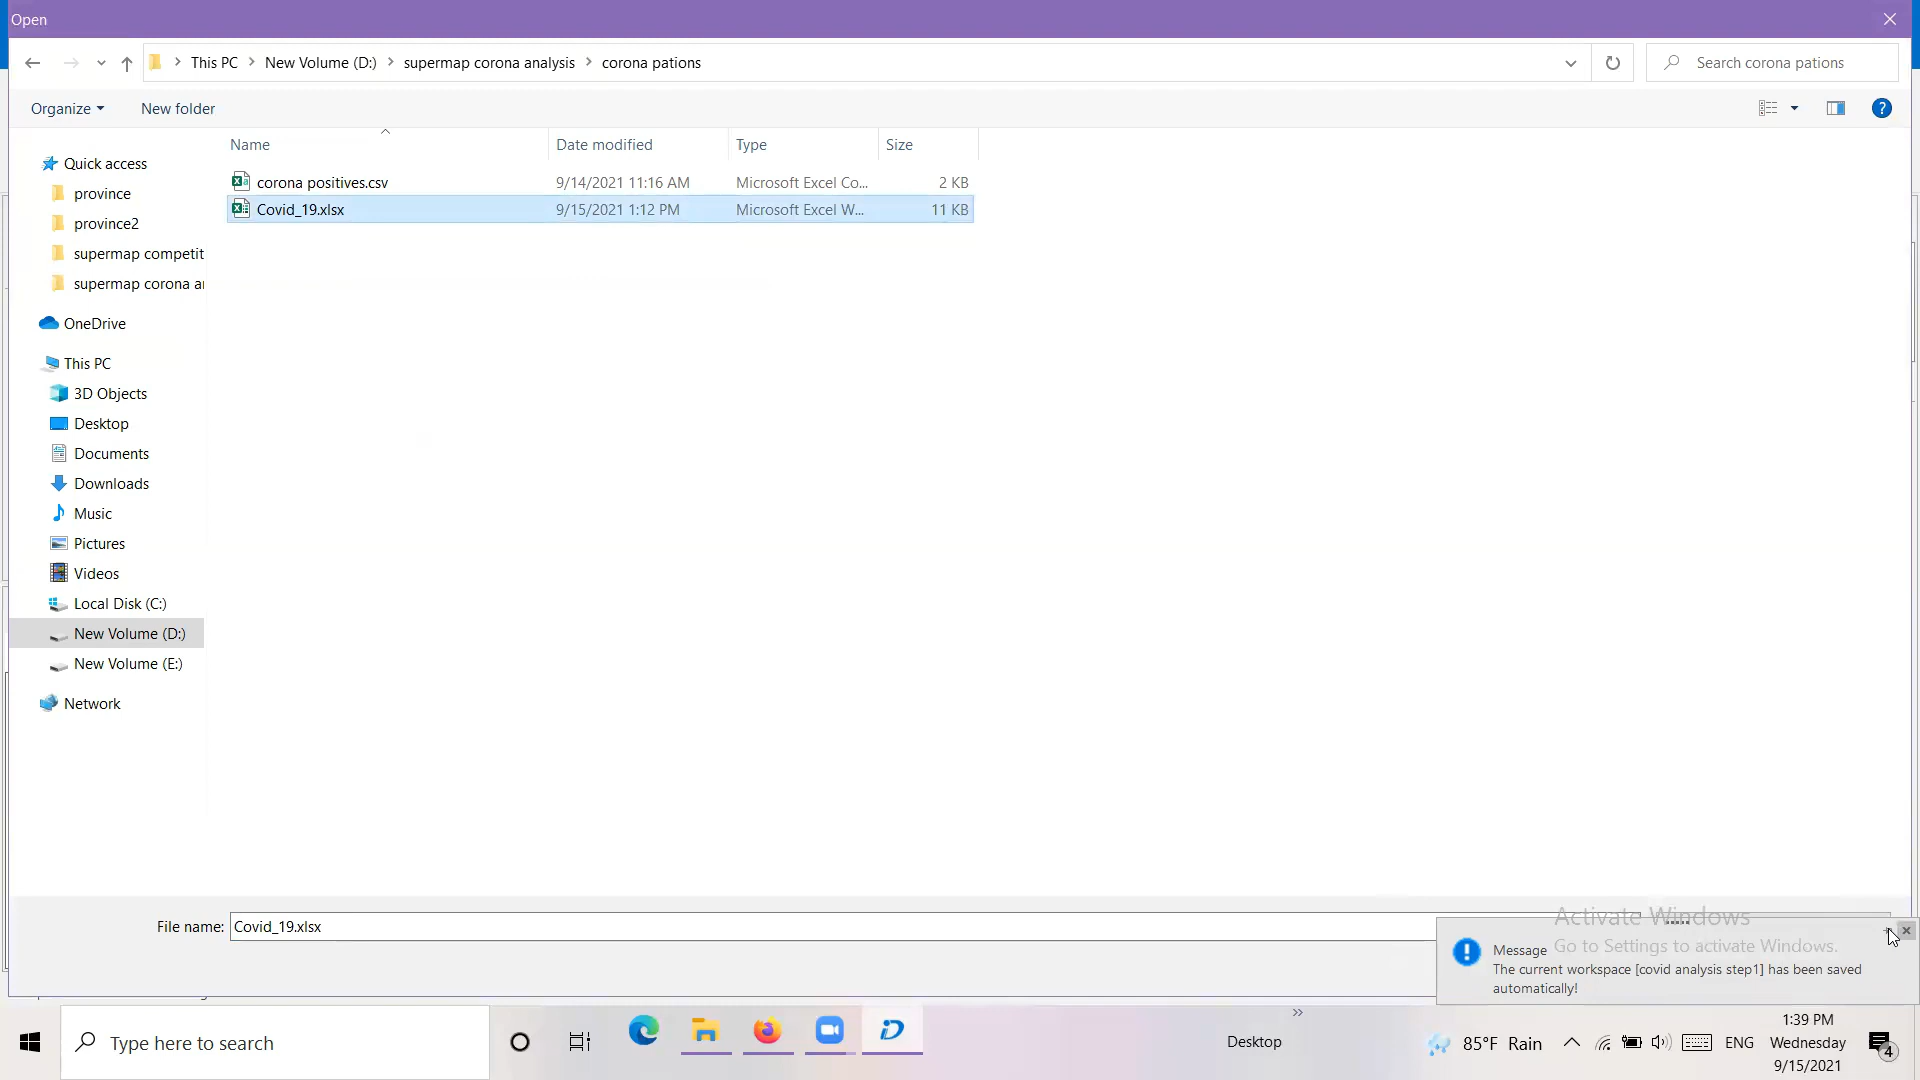 Open
This PC New Volume (D:) supermap corona analysis corona pations
Search corona pations
Organize New folder
Name Date modified Type Size
Quick access
province
province2
supermap competit
supermap corona
OneDrive
This PC
3D Objects
Desktop
Documents
Downloads
Music
Pictures
Videos
Local Disk (C:)
New Volume (D:)
New Volume (E:)
Network
corona positives.csv 9/14/2021 11:16 AM Microsoft Excel Co... 2 KB
Covid_19.xlsx 9/15/2021 1:12 PM Microsoft Excel W... 11 KB
File name: Covid_19.xlsx
Activate Windows
Go to Settings to activate Windows.
Message
The current workspace [covid analysis step1] has been saved
automatically!
Type here to search
Desktop
85°F Rain
ENG
1:39 PM
Wednesday
9/15/2021
4